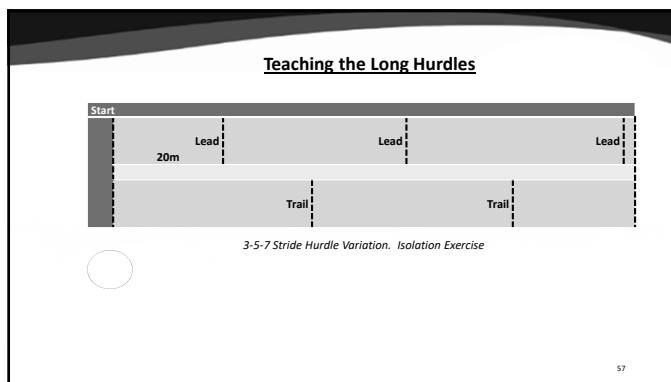 Teaching the Long Hurdles
Start
Lead
Lead
Lead
20m
Trail
Trail
3-5-7 Stride Hurdle Variation. Isolation Exercise
57